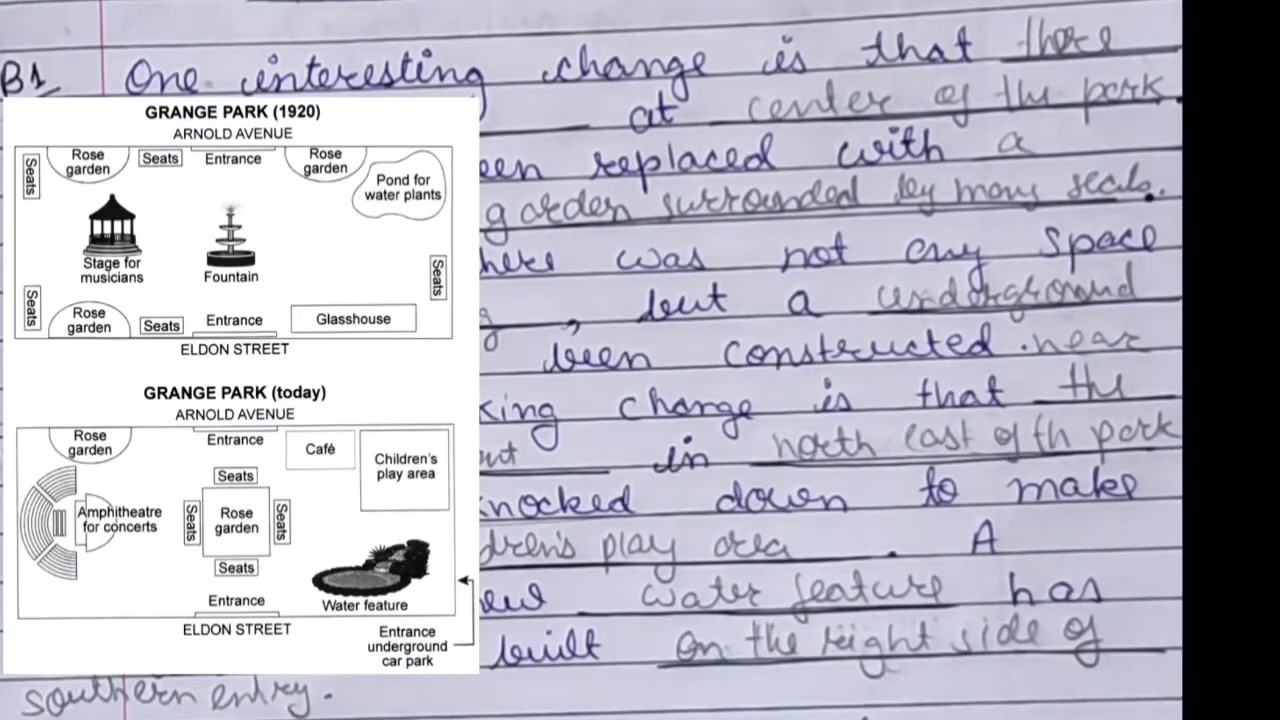 B1 One interesting change is that there
at center of the park
een replaced with a
garden surrounded by many seats.
here was not any space
g, but a underground
been constructed. near
king change is that the
in north east of th park
nocked down to make
dren's play area. A
ew water feature has
built on the right side of
southern entry.
GRANGE PARK (1920)
ARNOLD AVENUE
Rose garden
Seats
Entrance
Rose garden
Pond for water plants
Seats
Stage for musicians
Fountain
Seats
Seats
Rose garden
Seats
Entrance
Glasshouse
ELDON STREET
GRANGE PARK (today)
ARNOLD AVENUE
Rose garden
Entrance
Café
Children's play area
Seats
Amphitheatre for concerts
Seats
Rose garden
Seats
Seats
Entrance
Water feature
ELDON STREET
Entrance underground car park